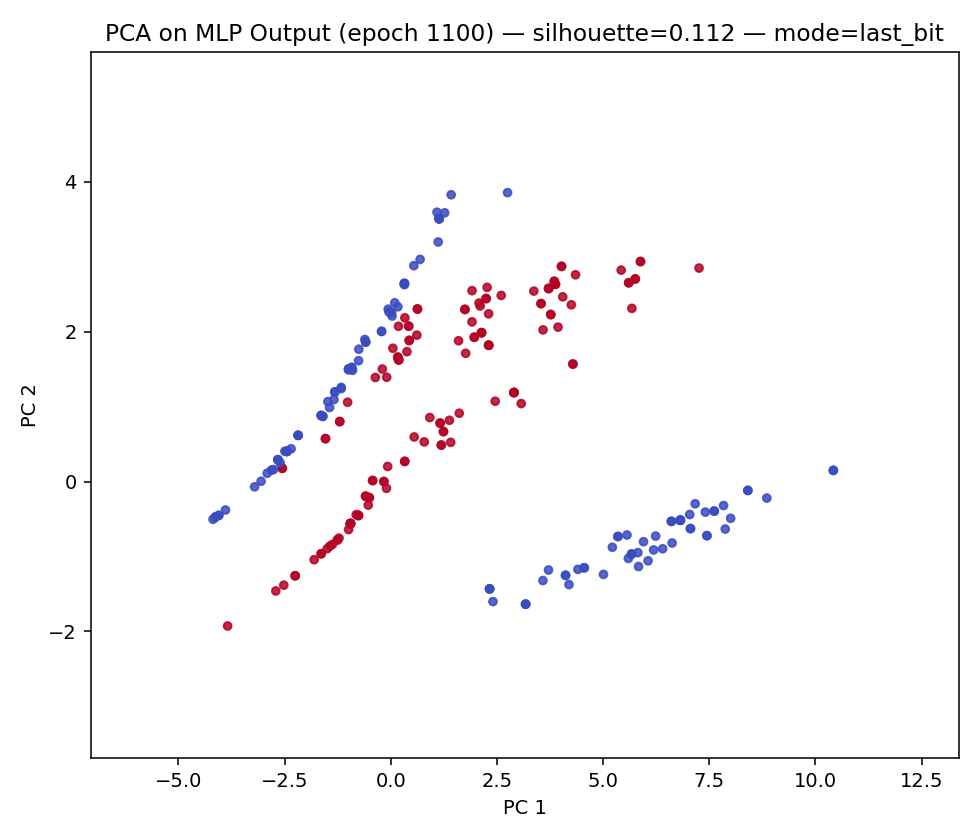 PCA on MLP Output (epoch 1100) — silhouette=0.112 — mode=last_bit
4
2
0
−2
PC 2
−5.0 −2.5 0.0 2.5 5.0 7.5 10.0 12.5
PC 1